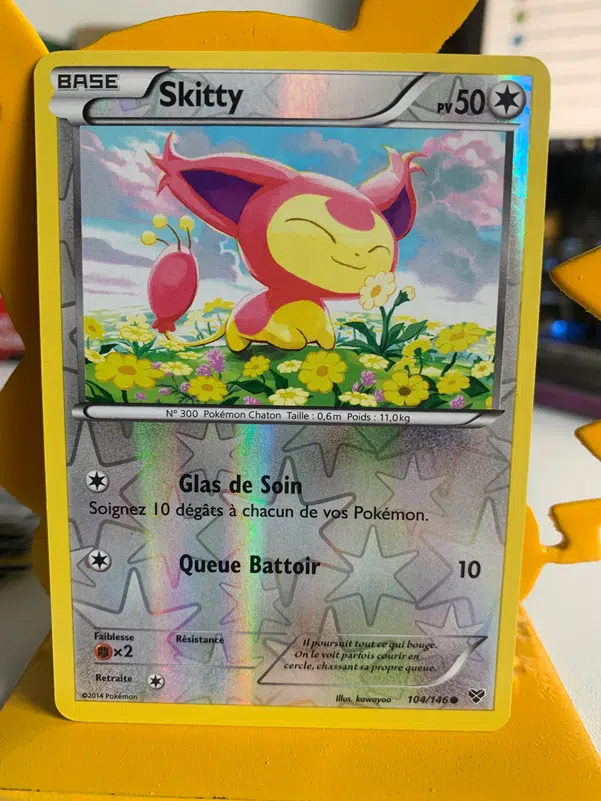 BASE Skitty PV 50
N° 300 Pokémon Chaton Taille : 0,6m Poids : 11,0kg
Glas de Soin
Soignez 10 dégâts à chacun de vos Pokémon.
Queue Battoir 10
Faiblesse Résistance
×2
Retraite
Il poursuit tout ce qui bouge.
On le voit parfois courir en
cercle, chassant sa propre queue.
©2014 Pokémon Illus. kawayoo 104/146